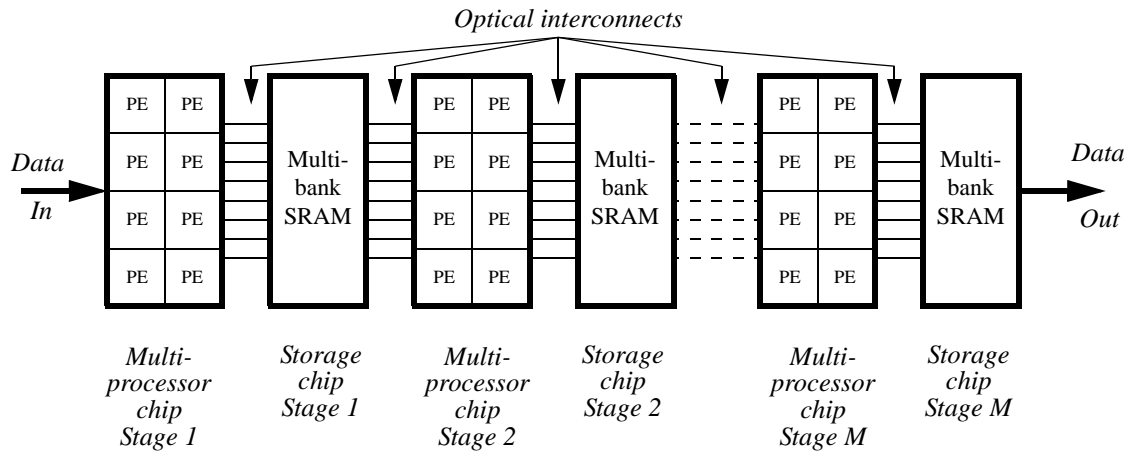 Optical interconnects
Data
In
PE PE
PE PE
PE PE
PE PE
Multi-
bank
SRAM
PE PE
PE PE
PE PE
PE PE
Multi-
bank
SRAM
PE PE
PE PE
PE PE
PE PE
Multi-
bank
SRAM
Data
Out
Multi-
processor
chip
Stage 1
Storage
chip
Stage 1
Multi-
processor
chip
Stage 2
Storage
chip
Stage 2
Multi-
processor
chip
Stage M
Storage
chip
Stage M